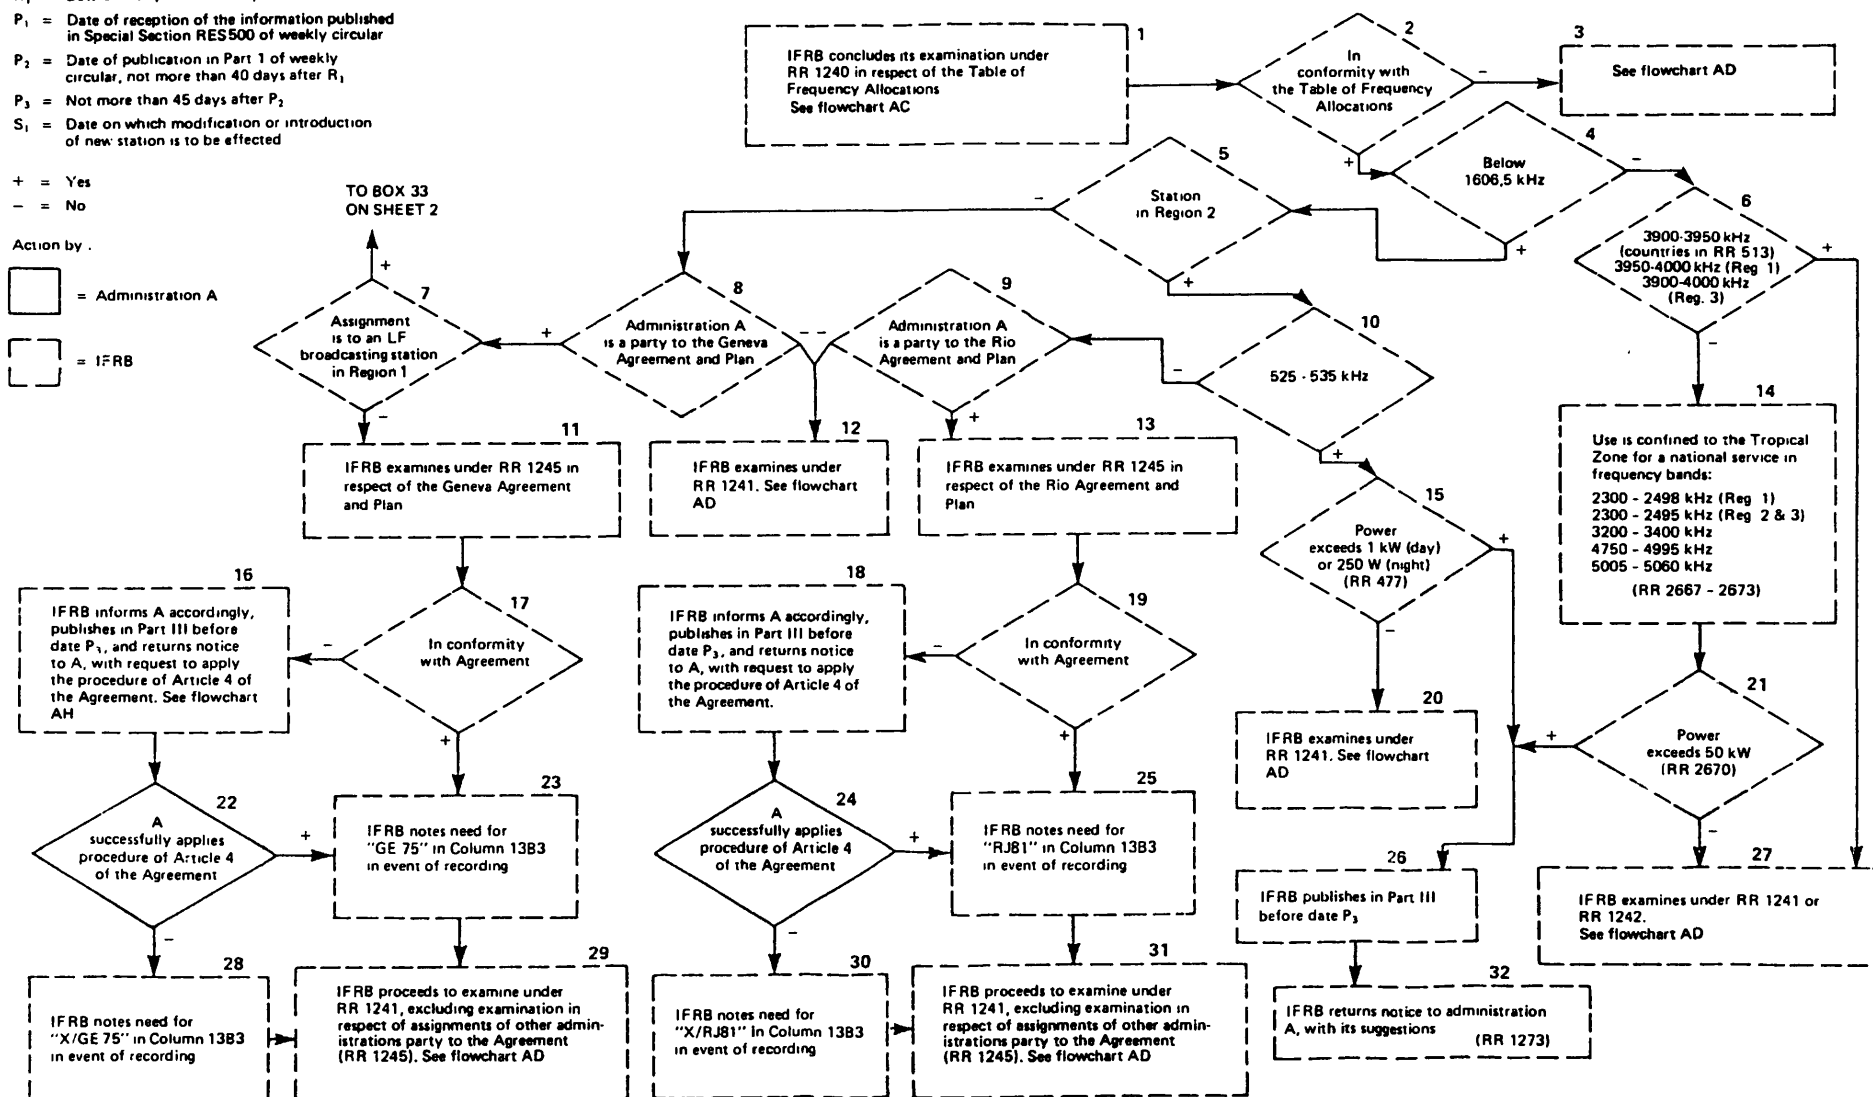 P₁ = Date of reception of the information published
in Special Section RES500 of weekly circular
P₂ = Date of publication in Part 1 of weekly
circular, not more than 40 days after R₁
P₃ = Not more than 45 days after P₂
S₁ = Date on which modification or introduction
of new station is to be effected
+ = Yes
− = No
Action by .
= Administration A
= IFRB
TO BOX 33
ON SHEET 2
1
IFRB concludes its examination under
RR 1240 in respect of the Table of
Frequency Allocations
See flowchart AC
2
In
conformity with
the Table of Frequency
Allocations
−
+
3
See flowchart AD
4
Below
1606,5 kHz
−
+
5
Station
in Region 2
−
+
6
3900-3950 kHz
(countries in RR 513)
3950-4000 kHz (Reg 1)
3900-4000 kHz
(Reg. 3)
+
−
7
Assignment
is to an LF
broadcasting station
in Region 1
+
−
8
Administration A
is a party to the Geneva
Agreement and Plan
+
−
9
Administration A
is a party to the Rio
Agreement and Plan
−
+
10
525 - 535 kHz
−
+
11
IFRB examines under RR 1245 in
respect of the Geneva Agreement
and Plan
12
IFRB examines under
RR 1241. See flowchart
AD
13
IFRB examines under RR 1245 in
respect of the Rio Agreement and
Plan
14
Use is confined to the Tropical
Zone for a national service in
frequency bands:
2300 - 2498 kHz (Reg 1)
2300 - 2495 kHz (Reg 2 & 3)
3200 - 3400 kHz
4750 - 4995 kHz
5005 - 5060 kHz
(RR 2667 - 2673)
15
Power
exceeds 1 kW (day)
or 250 W (night)
(RR 477)
+
−
16
IFRB informs A accordingly,
publishes in Part III before
date P₃, and returns notice
to A, with request to apply
the procedure of Article 4 of
the Agreement. See flowchart
AH
17
In conformity
with Agreement
−
+
18
IFRB informs A accordingly,
publishes in Part III before
date P₃, and returns notice
to A, with request to apply
the procedure of Article 4 of
the Agreement.
19
In conformity
with Agreement
−
+
20
IFRB examines under
RR 1241. See flowchart
AD
21
Power
exceeds 50 kW
(RR 2670)
+
−
22
A
successfully applies
procedure of Article 4
of the Agreement
+
−
23
IFRB notes need for
"GE 75" in Column 13B3
in event of recording
24
A
successfully applies
procedure of Article 4
of the Agreement
+
−
25
IFRB notes need for
"RJ81" in Column 13B3
in event of recording
26
IFRB publishes in Part III
before date P₃
27
IFRB examines under RR 1241 or
RR 1242.
See flowchart AD
28
IFRB notes need for
"X/GE 75" in Column 13B3
in event of recording
29
IFRB proceeds to examine under
RR 1241, excluding examination in
respect of assignments of other admin-
istrations party to the Agreement
(RR 1245). See flowchart AD
30
IFRB notes need for
"X/RJ81" in Column 13B3
in event of recording
31
IFRB proceeds to examine under
RR 1241, excluding examination in
respect of assignments of other admin-
istrations party to the Agreement
(RR 1245). See flowchart AD
32
IFRB returns notice to administration
A, with its suggestions
(RR 1273)